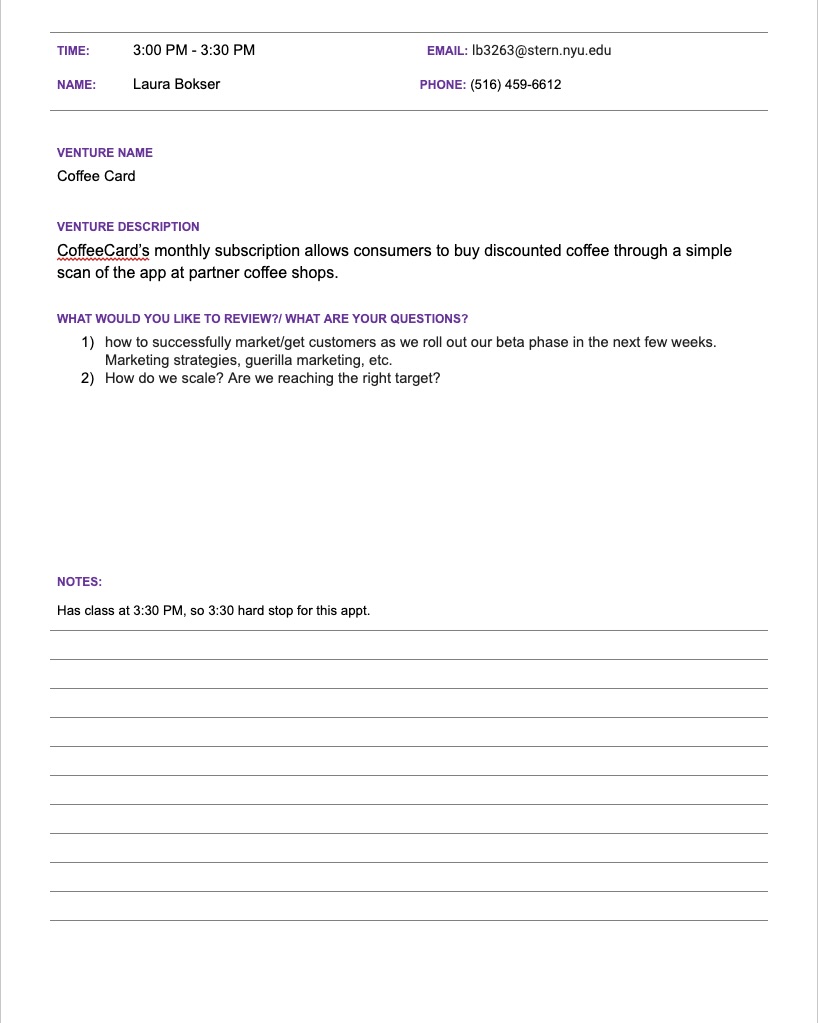 TIME: 3:00 PM - 3:30 PM EMAIL: lb3263@stern.nyu.edu
NAME: Laura Bokser PHONE: (516) 459-6612
VENTURE NAME
Coffee Card
VENTURE DESCRIPTION
CoffeeCard's monthly subscription allows consumers to buy discounted coffee through a simple
scan of the app at partner coffee shops.
WHAT WOULD YOU LIKE TO REVIEW?/ WHAT ARE YOUR QUESTIONS?
1) how to successfully market/get customers as we roll out our beta phase in the next few weeks.
Marketing strategies, guerilla marketing, etc.
2) How do we scale? Are we reaching the right target?
NOTES:
Has class at 3:30 PM, so 3:30 hard stop for this appt.